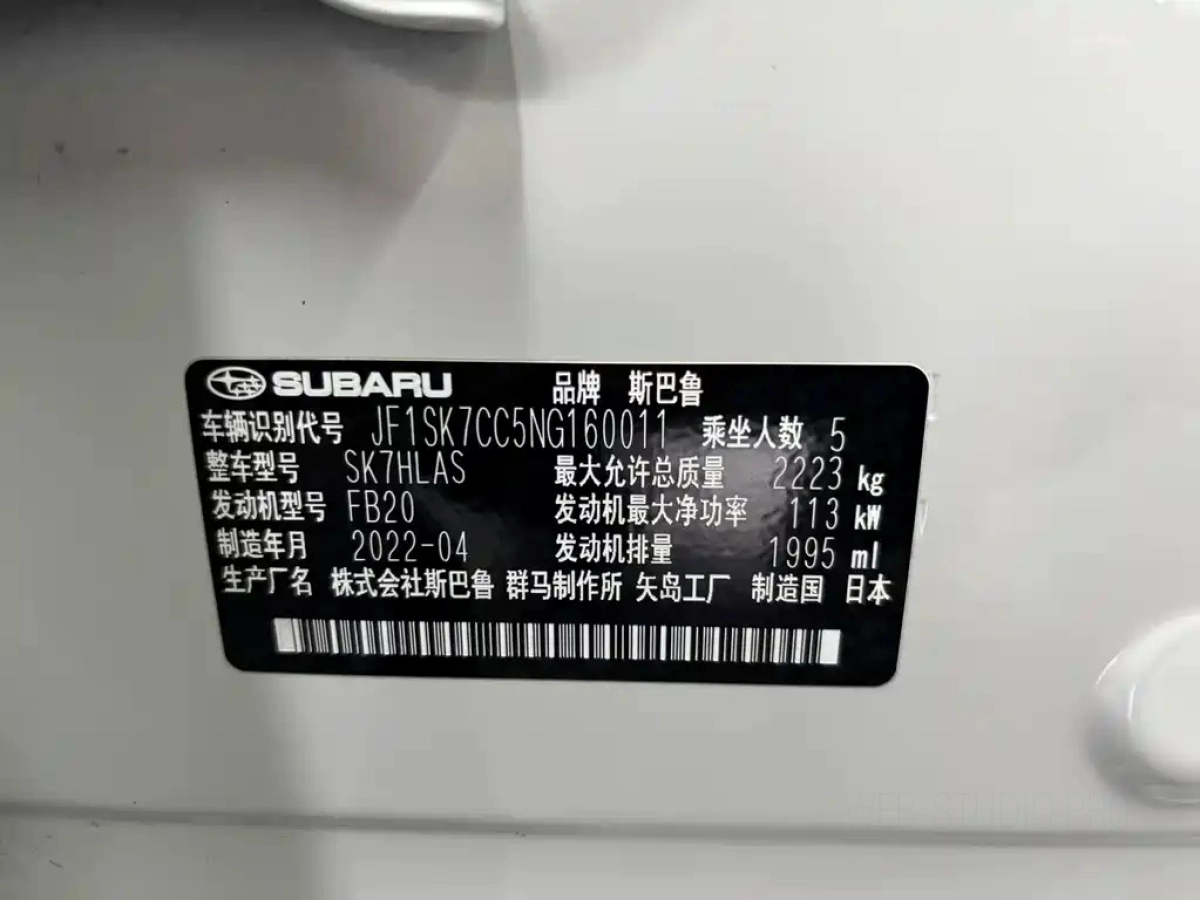 SUBARU 品牌 斯巴鲁
车辆识别代号 JF1SK7CC5NG160011 乘坐人数 5
整车型号 SK7HLAS 最大允许总质量 2223 kg
发动机型号 FB20 发动机最大净功率 113 kW
制造年月 2022-04 发动机排量 1995 ml
生产厂名 株式会社斯巴鲁 群马制作所 矢岛工厂 制造国 日本
WEB-STUDIO.PRO